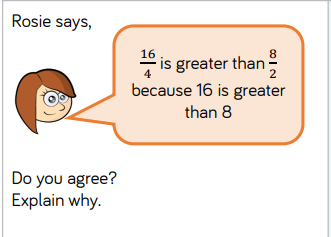 Rosie says,
16/4 is greater than 8/2
because 16 is greater
than 8
Do you agree?
Explain why.